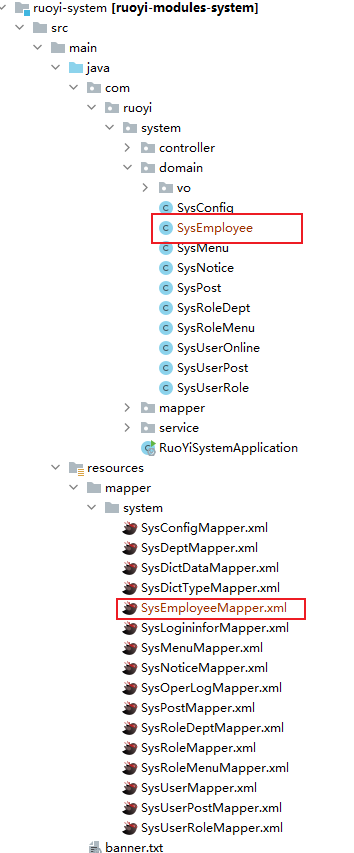 ruoyi-system [ruoyi-modules-system]
src
main
java
com
ruoyi
system
controller
domain
vo
SysConfig
SysEmployee
SysMenu
SysNotice
SysPost
SysRoleDept
SysRoleMenu
SysUserOnline
SysUserPost
SysUserRole
mapper
service
RuoYiSystemApplication
resources
mapper
system
SysConfigMapper.xml
SysDeptMapper.xml
SysDictDataMapper.xml
SysDictTypeMapper.xml
SysEmployeeMapper.xml
SysLogininforMapper.xml
SysMenuMapper.xml
SysNoticeMapper.xml
SysOperLogMapper.xml
SysPostMapper.xml
SysRoleDeptMapper.xml
SysRoleMapper.xml
SysRoleMenuMapper.xml
SysUserMapper.xml
SysUserPostMapper.xml
SysUserRoleMapper.xml
banner.txt